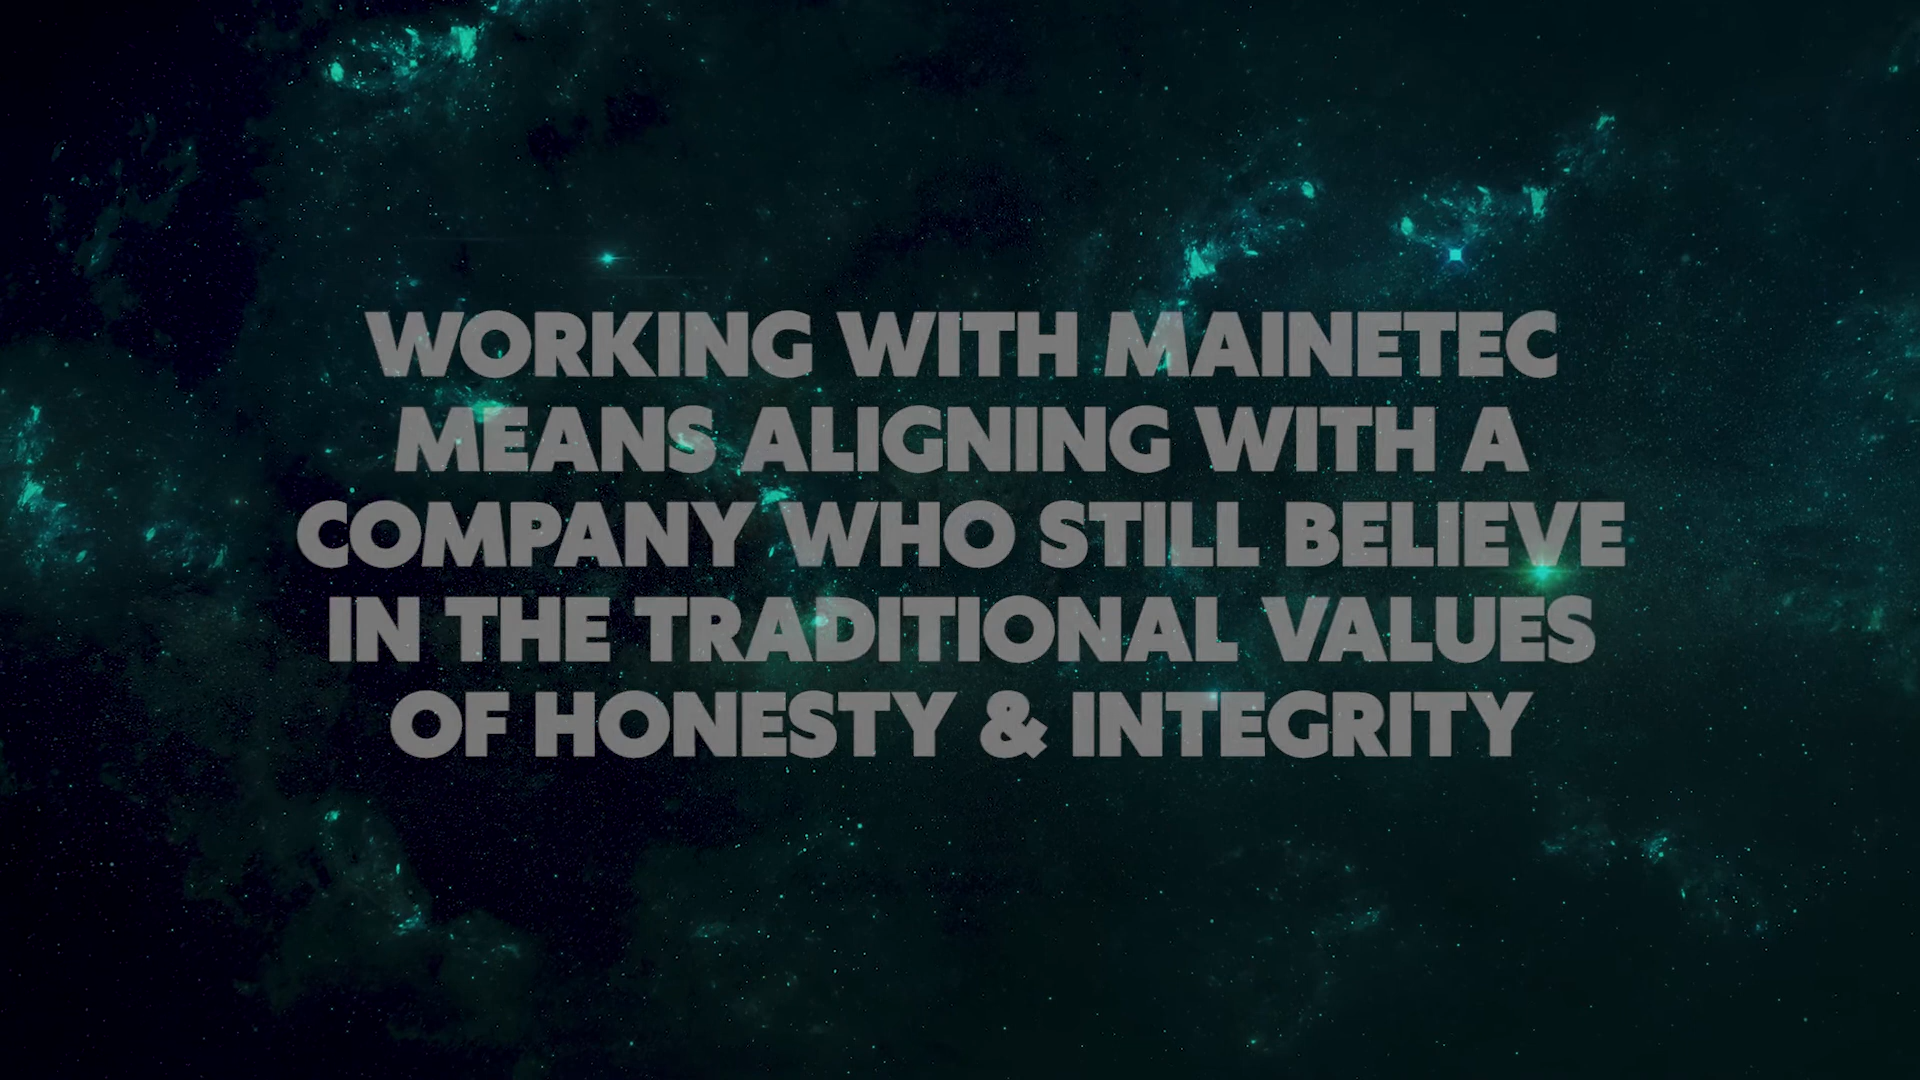 WORKING WITH MAINETEC
MEANS ALIGNING WITH A
COMPANY WHO STILL BELIEVE
IN THE TRADITIONAL VALUES
OF HONESTY & INTEGRITY